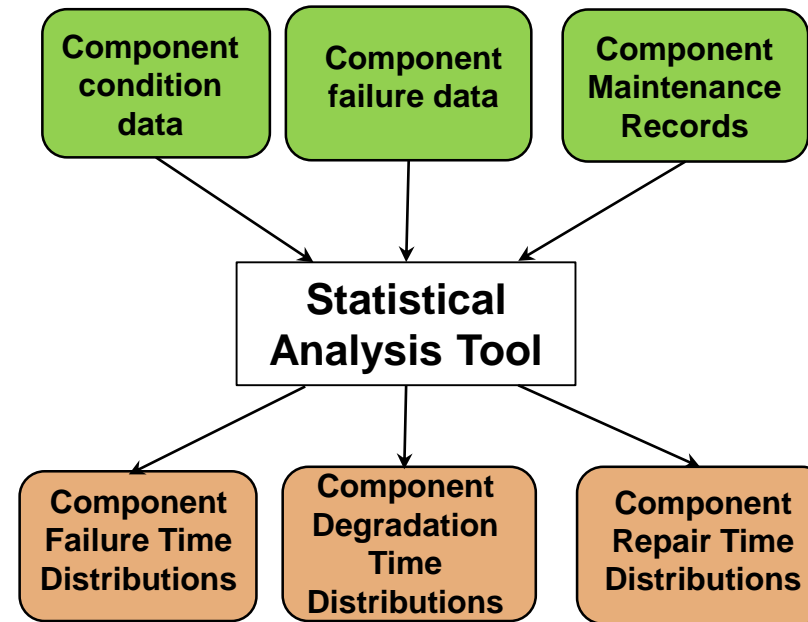 Component
condition
data
Component
failure data
Component
Maintenance
Records
Statistical
Analysis Tool
Component
Failure Time
Distributions
Component
Degradation
Time
Distributions
Component
Repair Time
Distributions